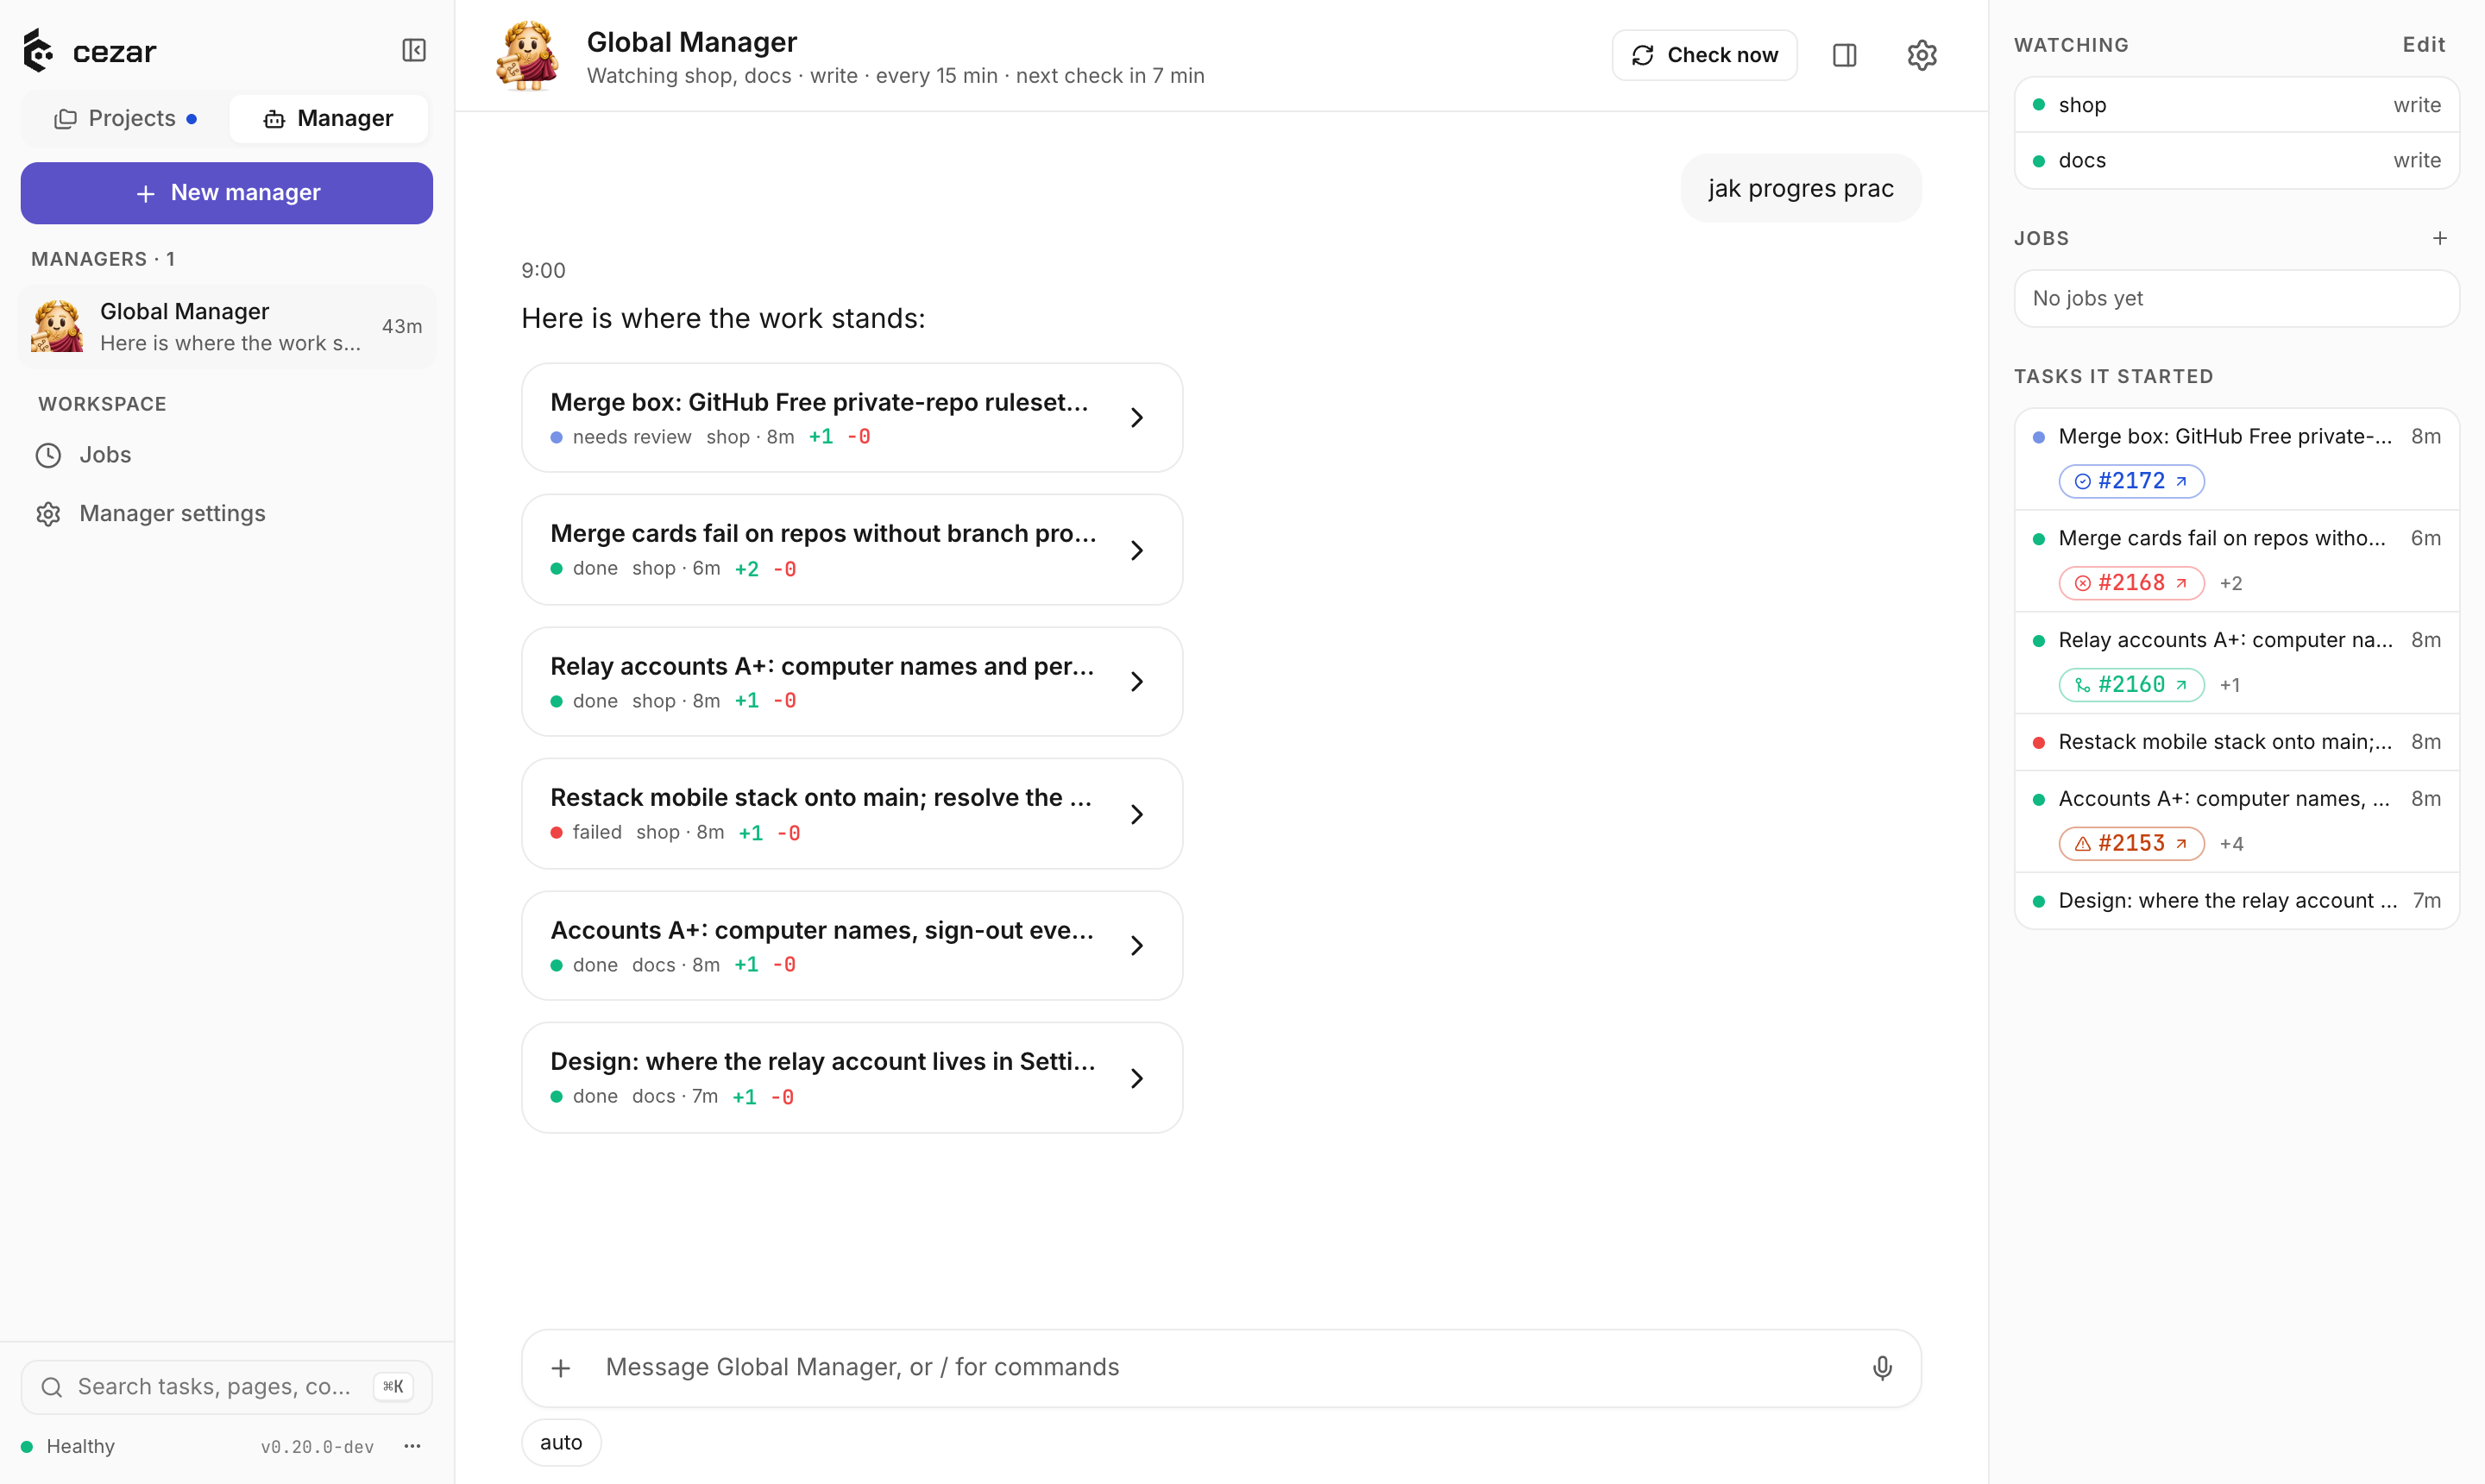 cezar
Projects
Manager
New manager
MANAGERS · 1
Global Manager
Here is where the work s...
43m
WORKSPACE
Jobs
Manager settings
Search tasks, pages, co...
⌘K
Healthy
v0.20.0-dev
Global Manager
Watching shop, docs · write · every 15 min · next check in 7 min
Check now
jak progres prac
9:00
Here is where the work stands:
Merge box: GitHub Free private-repo ruleset...
needs review shop · 8m +1 -0
Merge cards fail on repos without branch pro...
done shop · 6m +2 -0
Relay accounts A+: computer names and per...
done shop · 8m +1 -0
Restack mobile stack onto main; resolve the ...
failed shop · 8m +1 -0
Accounts A+: computer names, sign-out eve...
done docs · 8m +1 -0
Design: where the relay account lives in Setti...
done docs · 7m +1 -0
Message Global Manager, or / for commands
auto
WATCHING
Edit
shop write
docs write
JOBS
No jobs yet
TASKS IT STARTED
Merge box: GitHub Free private-... 8m
#2172
Merge cards fail on repos witho... 6m
#2168 +2
Relay accounts A+: computer na... 8m
#2160 +1
Restack mobile stack onto main;... 8m
Accounts A+: computer names, ... 8m
#2153 +4
Design: where the relay account ... 7m